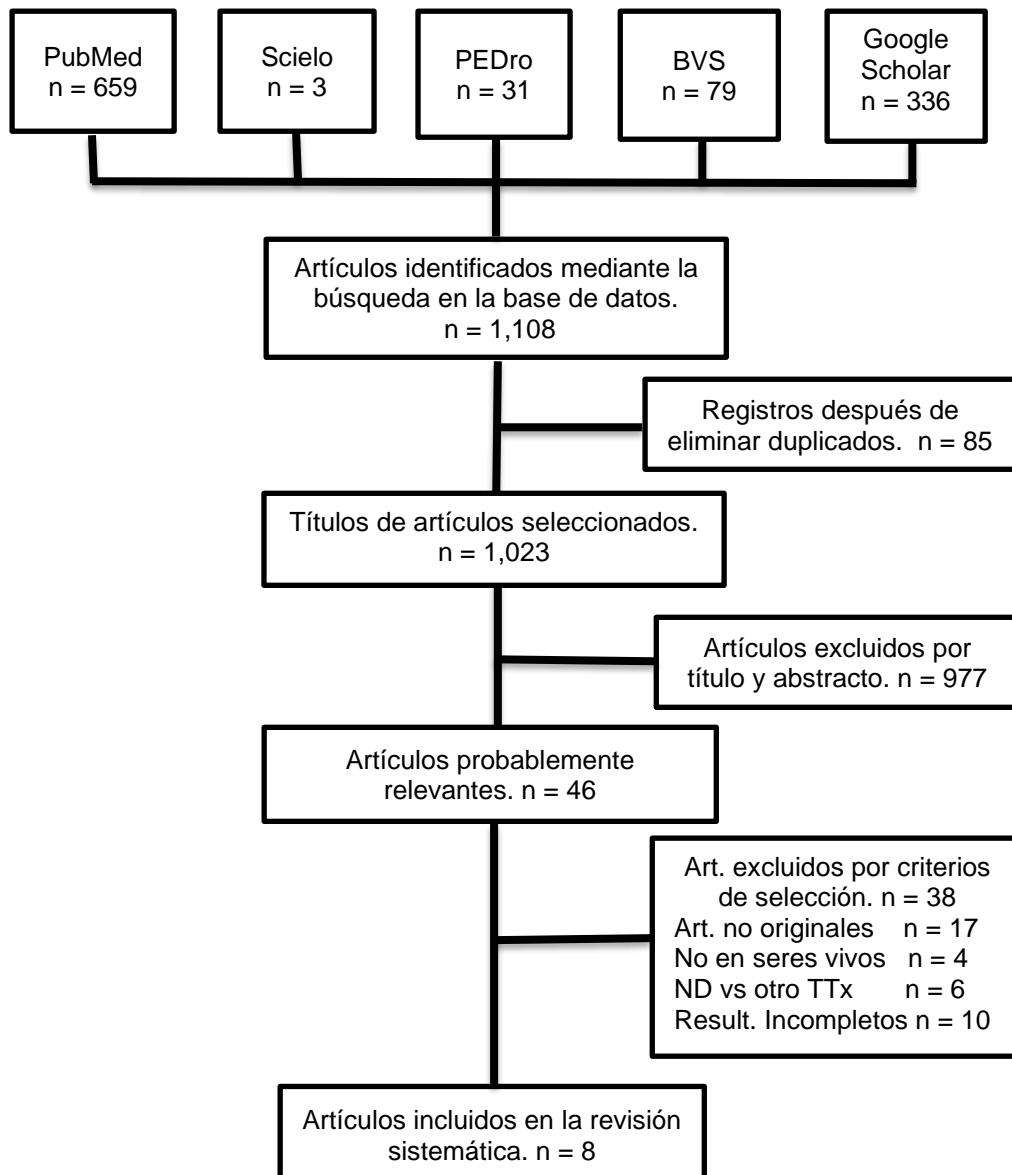 PubMed
n = 659
Scielo
n = 3
PEDro
n = 31
BVS
n = 79
Google
Scholar
n = 336
Artículos identificados mediante la
búsqueda en la base de datos.
n = 1,108
Registros después de
eliminar duplicados. n = 85
Títulos de artículos seleccionados.
n = 1,023
Artículos excluidos por
título y abstracto. n = 977
Artículos probablemente
relevantes. n = 46
Art. excluidos por criterios
de selección. n = 38
Art. no originales n = 17
No en seres vivos n = 4
ND vs otro TTx n = 6
Result. Incompletos n = 10
Artículos incluidos en la revisión
sistemática. n = 8